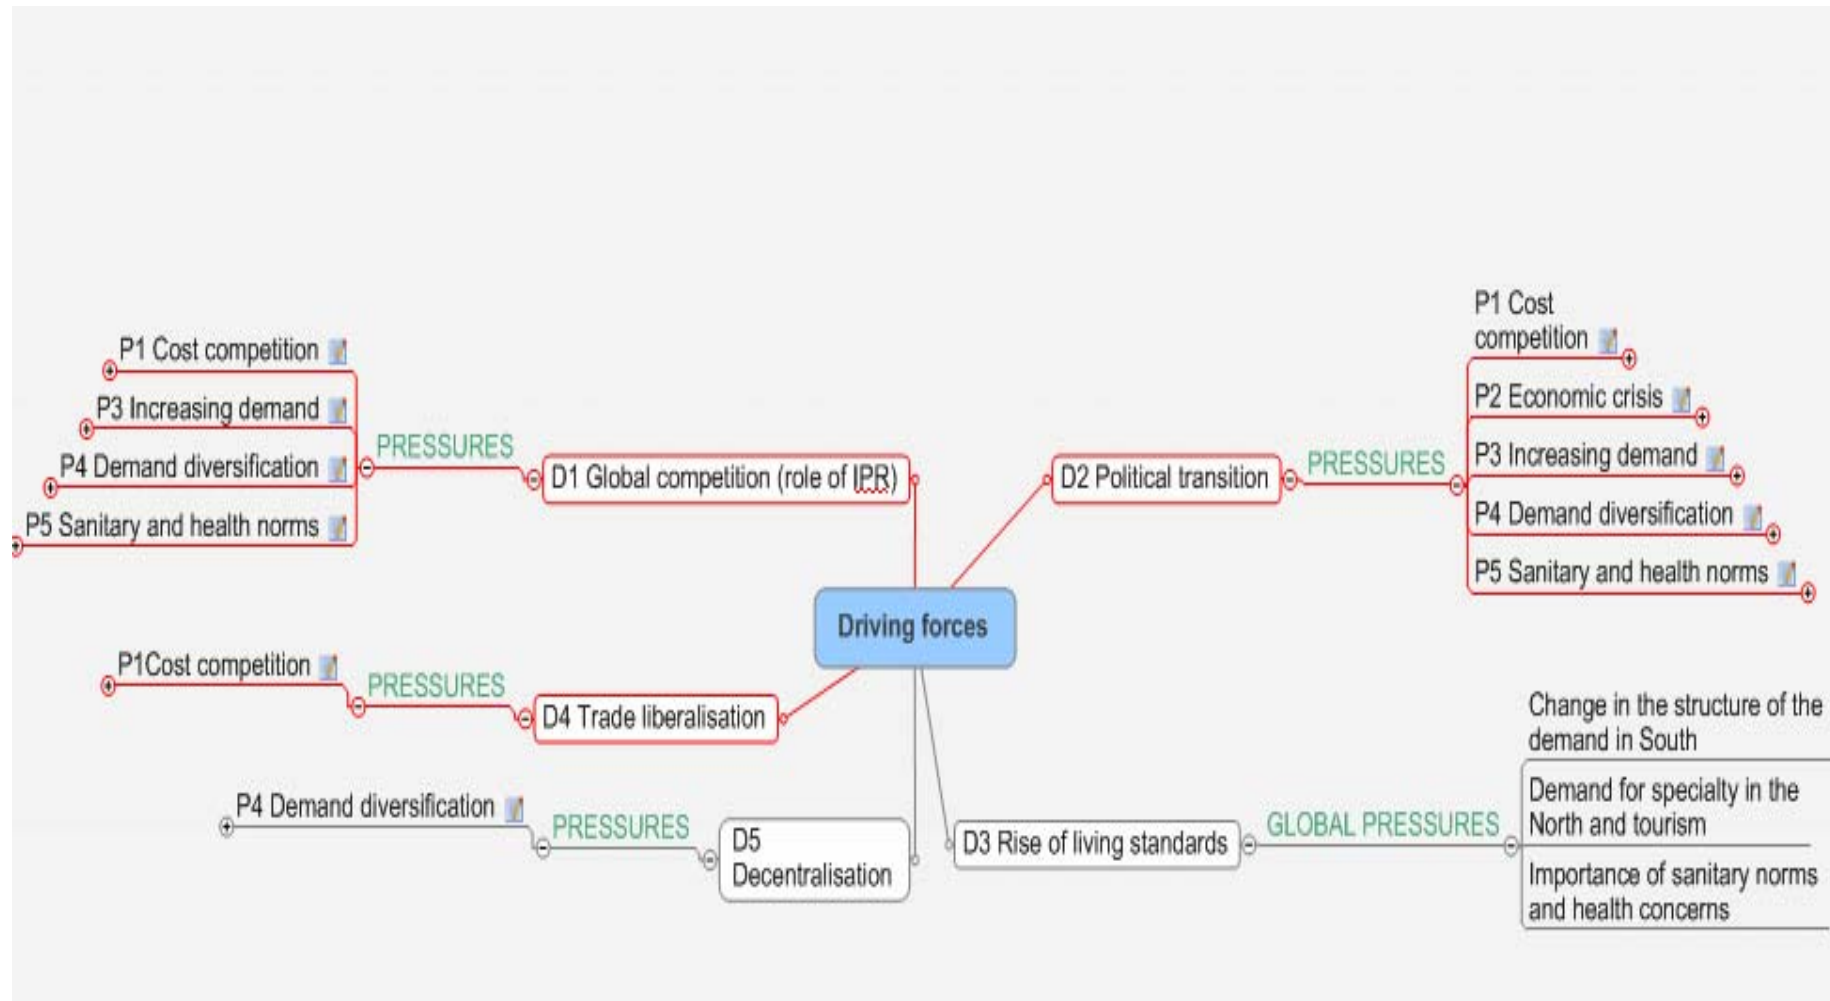 P1 Cost competition
P3 Increasing demand
P4 Demand diversification
P5 Sanitary and health norms
PRESSURES
D1 Global competition (role of IPR)
D2 Political transition
PRESSURES
P1 Cost
competition
P2 Economic crisis
P3 Increasing demand
P4 Demand diversification
P5 Sanitary and health norms
Driving forces
P1Cost competition
PRESSURES
D4 Trade liberalisation
P4 Demand diversification
PRESSURES
D5
Decentralisation
D3 Rise of living standards
GLOBAL PRESSURES
Change in the structure of the
demand in South
Demand for specialty in the
North and tourism
Importance of sanitary norms
and health concerns